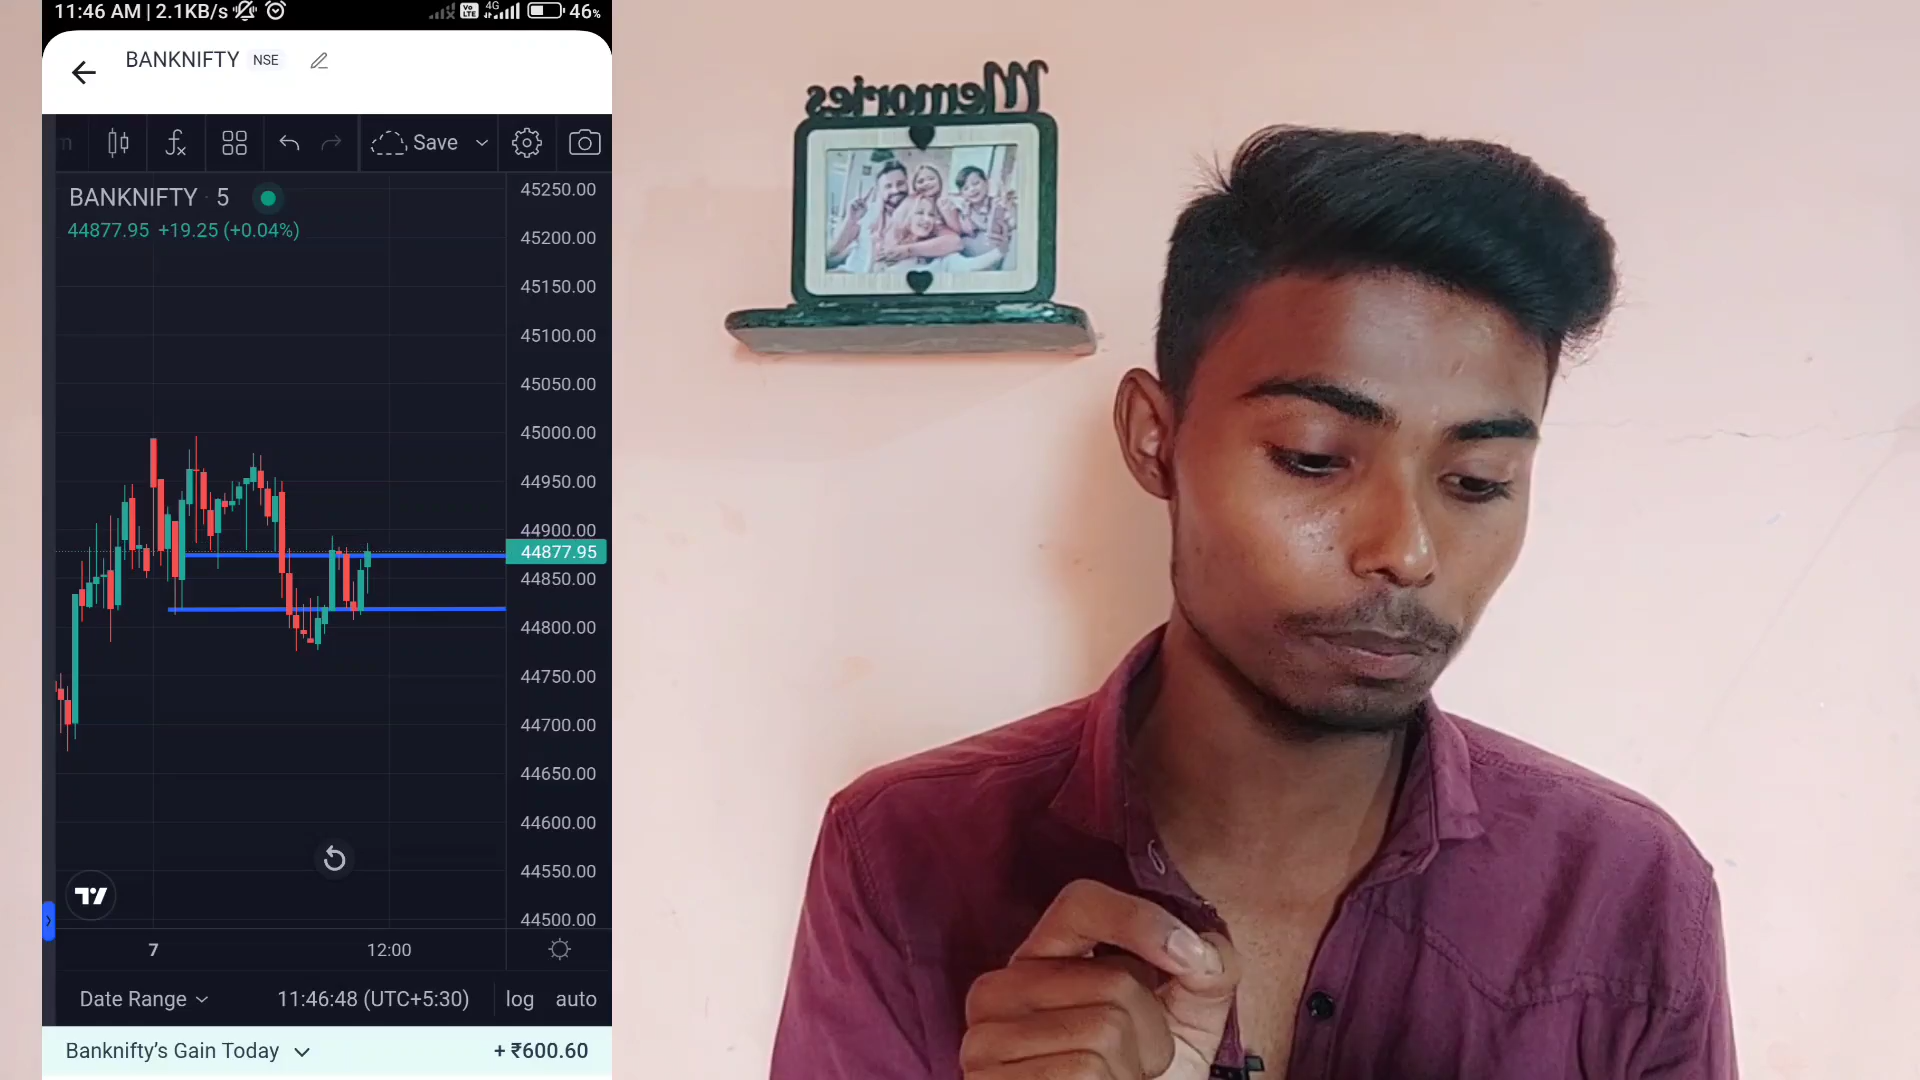 11:46 AM | 2.1KB/s 4G 46%
BANKNIFTY NSE
Save
BANKNIFTY · 5
44877.95 +19.25 (+0.04%)
45250.00
45200.00
45150.00
45100.00
45050.00
45000.00
44950.00
44900.00
44877.95
44850.00
44800.00
44750.00
44700.00
44650.00
44600.00
44550.00
44500.00
7 12:00
Date Range 11:46:48 (UTC+5:30) log auto
Banknifty's Gain Today + ₹600.60
Memories